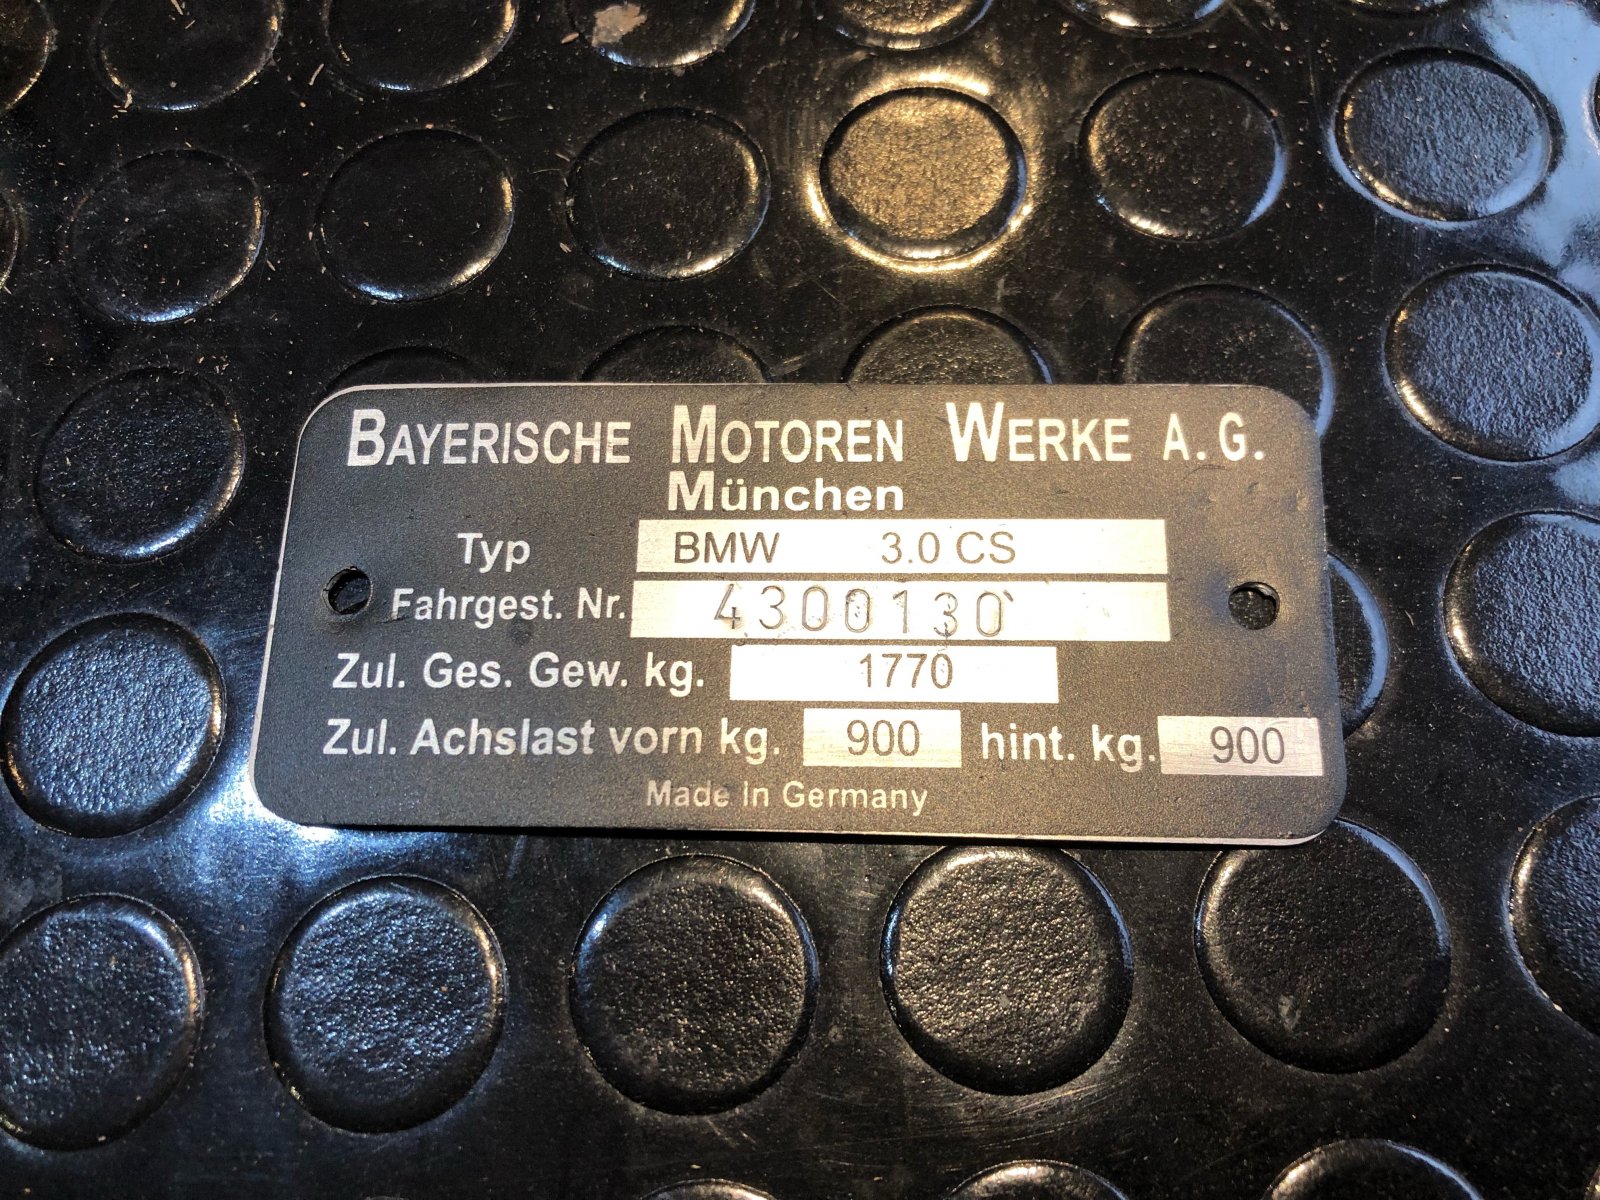 BAYERISCHE MOTOREN WERKE A.G.
München
Typ BMW 3.0 CS
Fahrgest. Nr. 4300130
Zul. Ges. Gew. kg. 1770
Zul. Achslast vorn kg. 900 hint. kg. 900
Made In Germany